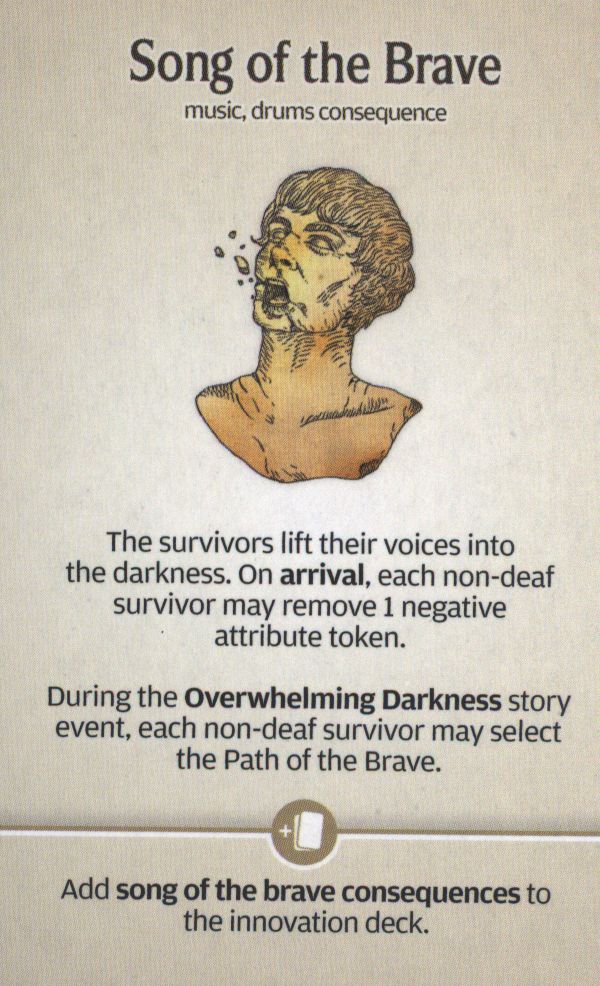 Song of the Brave
music, drums consequence
The survivors lift their voices into
the darkness. On arrival, each non-deaf
survivor may remove 1 negative
attribute token.
During the Overwhelming Darkness story
event, each non-deaf survivor may select
the Path of the Brave.
+
Add song of the brave consequences to
the innovation deck.